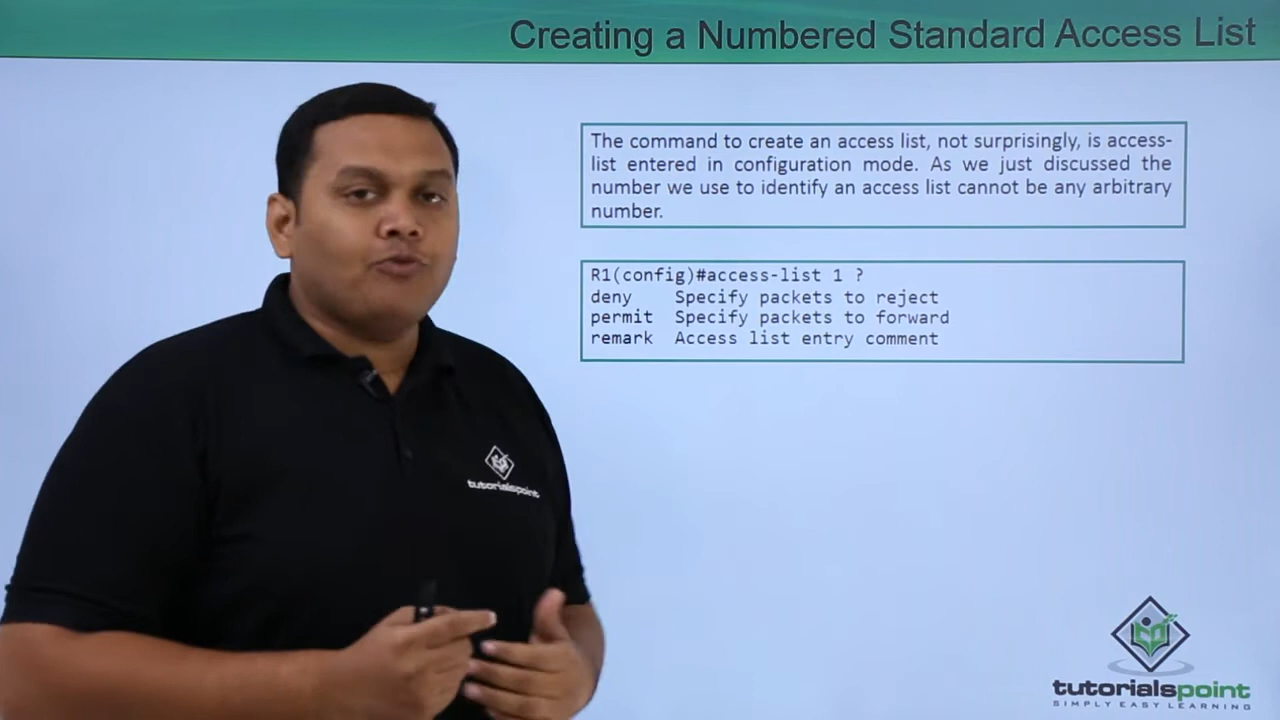 Creating a Numbered Standard Access List
The command to create an access list, not surprisingly, is access-
list entered in configuration mode. As we just discussed the
number we use to identify an access list cannot be any arbitrary
number.
R1(config)#access-list 1 ?
deny    Specify packets to reject
permit  Specify packets to forward
remark  Access list entry comment
tutorialspoint
tutorialspoint
SIMPLY EASY LEARNING